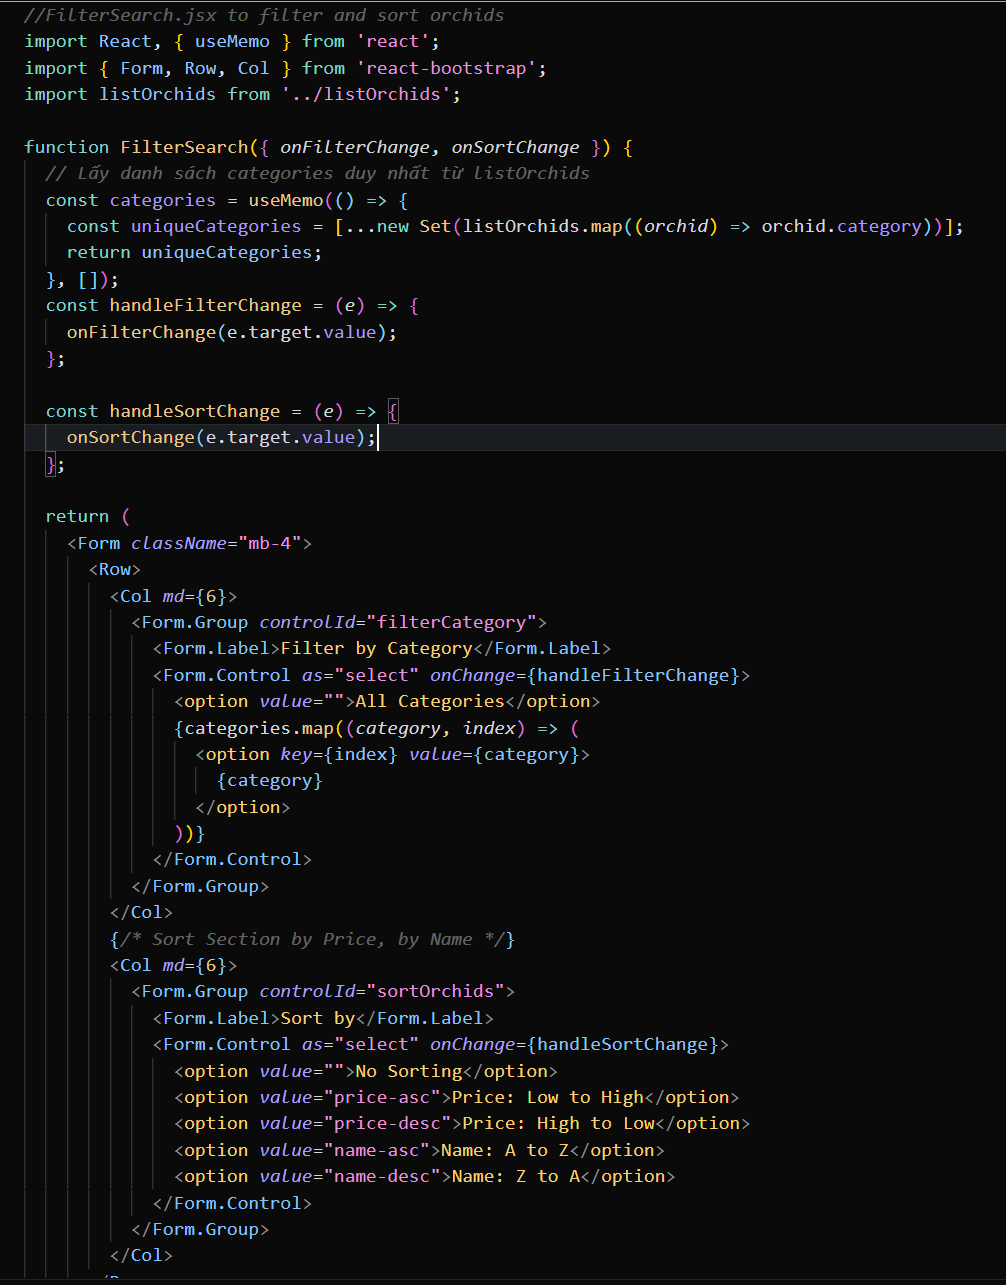 //FilterSearch.jsx to filter and sort orchids
import React, { useMemo } from 'react';
import { Form, Row, Col } from 'react-bootstrap';
import listOrchids from '../listOrchids';

function FilterSearch({ onFilterChange, onSortChange }) {
  // Lấy danh sách categories duy nhất từ listOrchids
  const categories = useMemo(() => {
    const uniqueCategories = [...new Set(listOrchids.map((orchid) => orchid.category))];
    return uniqueCategories;
  }, []);
  const handleFilterChange = (e) => {
    onFilterChange(e.target.value);
  };

  const handleSortChange = (e) => {
    onSortChange(e.target.value);
  };

  return (
    <Form className="mb-4">
      <Row>
        <Col md={6}>
          <Form.Group controlId="filterCategory">
            <Form.Label>Filter by Category</Form.Label>
            <Form.Control as="select" onChange={handleFilterChange}>
              <option value="">All Categories</option>
              {categories.map((category, index) => (
                <option key={index} value={category}>
                  {category}
                </option>
              ))}
            </Form.Control>
          </Form.Group>
        </Col>
        {/* Sort Section by Price, by Name */}
        <Col md={6}>
          <Form.Group controlId="sortOrchids">
            <Form.Label>Sort by</Form.Label>
            <Form.Control as="select" onChange={handleSortChange}>
              <option value="">No Sorting</option>
              <option value="price-asc">Price: Low to High</option>
              <option value="price-desc">Price: High to Low</option>
              <option value="name-asc">Name: A to Z</option>
              <option value="name-desc">Name: Z to A</option>
            </Form.Control>
          </Form.Group>
        </Col>